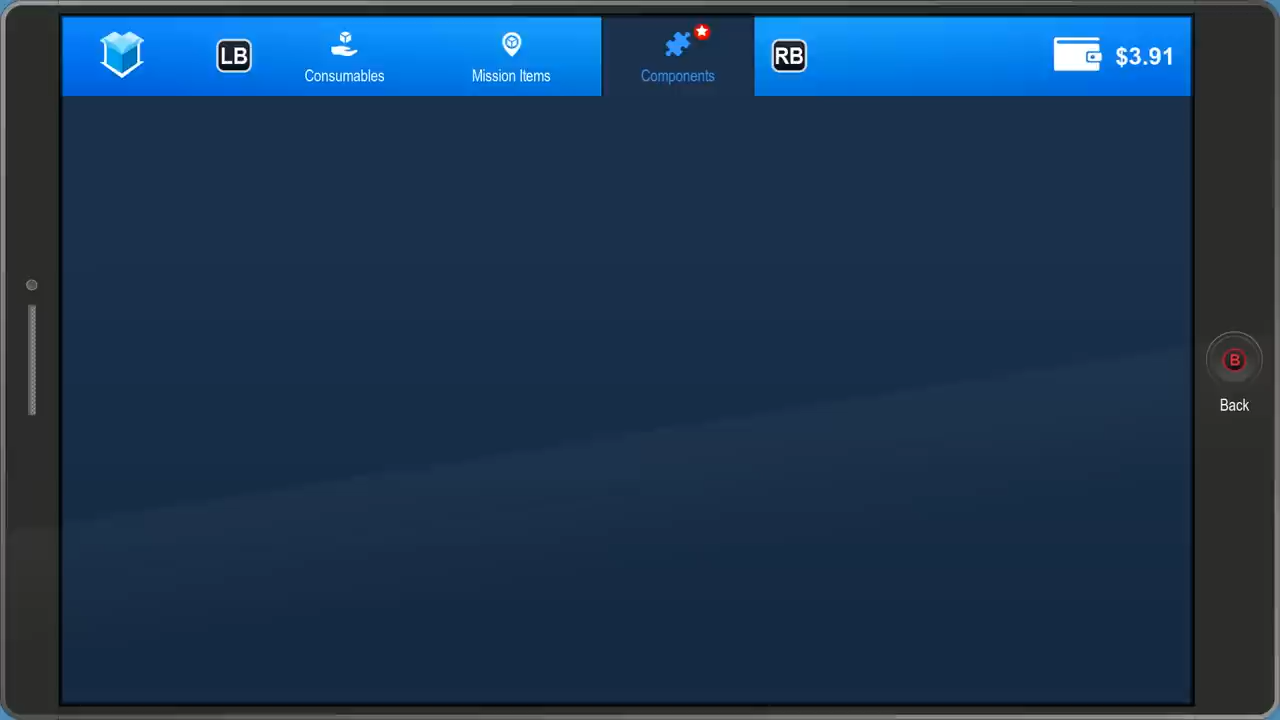 LB
Consumables
Mission Items
Components
RB
$3.91
B
Back